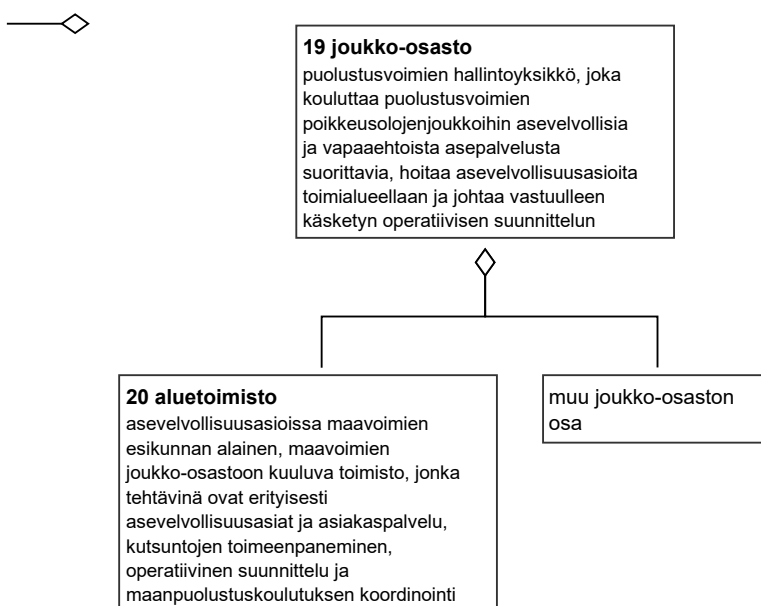 19 joukko-osasto
puolustusvoimien hallintoyksikkö, joka
kouluttaa puolustusvoimien
poikkeusolojenjoukkoihin asevelvollisia
ja vapaaehtoista asepalvelusta
suorittavia, hoitaa asevelvollisuusasioita
toimialueellaan ja johtaa vastuulleen
käsketyn operatiivisen suunnittelun
20 aluetoimisto
asevelvollisuusasioissa maavoimien
esikunnan alainen, maavoimien
joukko-osastoon kuuluva toimisto, jonka
tehtävinä ovat erityisesti
asevelvollisuusasiat ja asiakaspalvelu,
kutsuntojen toimeenpaneminen,
operatiivinen suunnittelu ja
maanpuolustuskoulutuksen koordinointi
muu joukko-osaston
osa